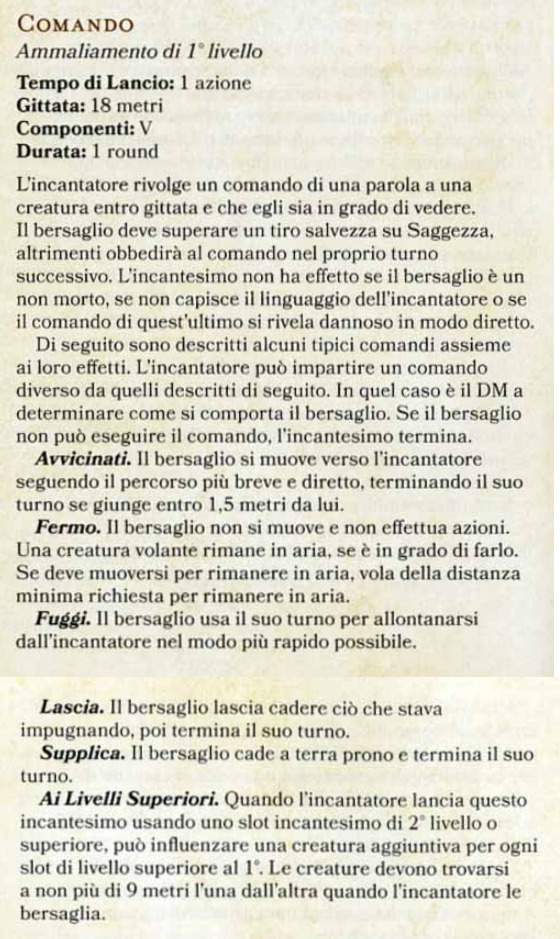 COMANDO
Ammaliamento di 1° livello
Tempo di Lancio: 1 azione
Gittata: 18 metri
Componenti: V
Durata: 1 round
L'incantatore rivolge un comando di una parola a una
creatura entro gittata e che egli sia in grado di vedere.
Il bersaglio deve superare un tiro salvezza su Saggezza,
altrimenti obbedirà al comando nel proprio turno
successivo. L'incantesimo non ha effetto se il bersaglio è un
non morto, se non capisce il linguaggio dell'incantatore o se
il comando di quest'ultimo si rivela dannoso in modo diretto.
Di seguito sono descritti alcuni tipici comandi assieme
ai loro effetti. L'incantatore può impartire un comando
diverso da quelli descritti di seguito. In quel caso è il DM a
determinare come si comporta il bersaglio. Se il bersaglio
non può eseguire il comando, l'incantesimo termina.
Avvicinati. Il bersaglio si muove verso l'incantatore
seguendo il percorso più breve e diretto, terminando il suo
turno se giunge entro 1,5 metri da lui.
Fermo. Il bersaglio non si muove e non effettua azioni.
Una creatura volante rimane in aria, se è in grado di farlo.
Se deve muoversi per rimanere in aria, vola della distanza
minima richiesta per rimanere in aria.
Fuggi. Il bersaglio usa il suo turno per allontanarsi
dall'incantatore nel modo più rapido possibile.
Lascia. Il bersaglio lascia cadere ciò che stava
impugnando, poi termina il suo turno.
Supplica. Il bersaglio cade a terra prono e termina il suo
turno.
Ai Livelli Superiori. Quando l'incantatore lancia questo
incantesimo usando uno slot incantesimo di 2° livello o
superiore, può influenzare una creatura aggiuntiva per ogni
slot di livello superiore al 1°. Le creature devono trovarsi
a non più di 9 metri l'una dall'altra quando l'incantatore le
bersaglia.